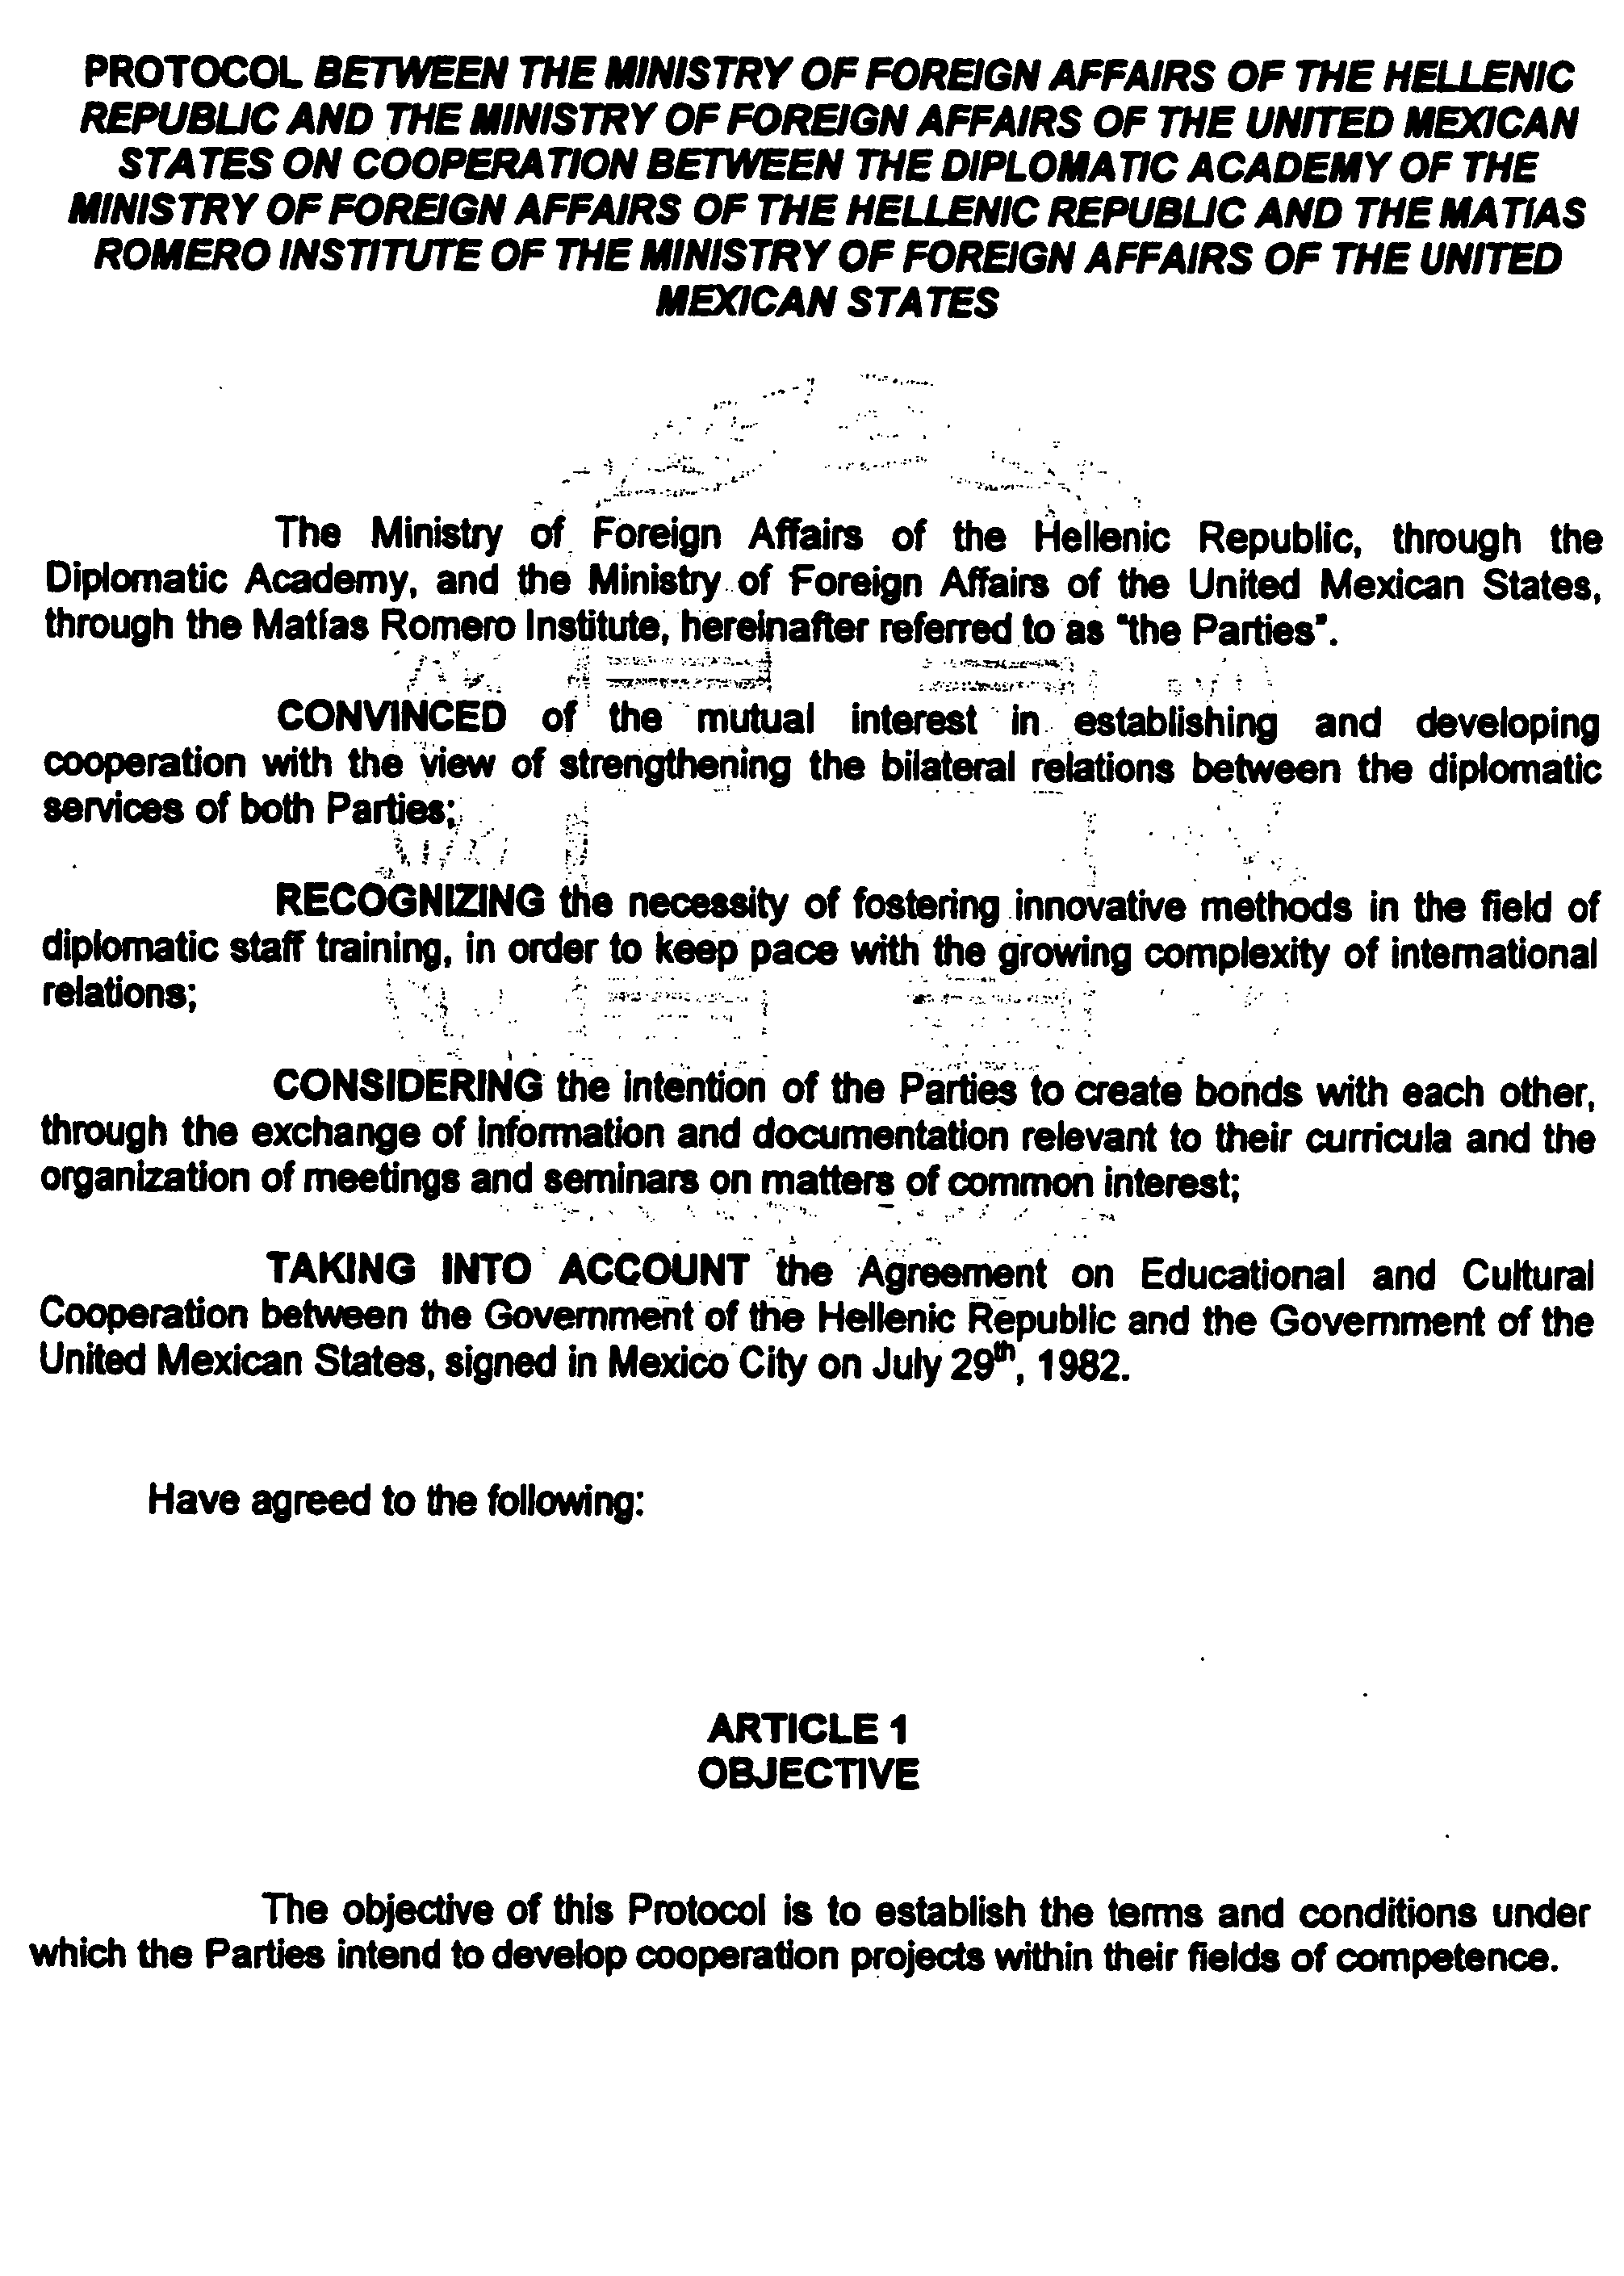 PROTOCOL BETWEEN THE MINISTRY OF FOREIGN AFFAIRS OF THE HELLENIC
REPUBLIC AND THE MINISTRY OF FOREIGN AFFAIRS OF THE UNITED MEXICAN
STATES ON COOPERATION BETWEEN THE DIPLOMATIC ACADEMY OF THE
MINISTRY OF FOREIGN AFFAIRS OF THE HELLENIC REPUBLIC AND THE MATÍAS
ROMERO INSTITUTE OF THE MINISTRY OF FOREIGN AFFAIRS OF THE UNITED
MEXICAN STATES
The Ministry of Foreign Affairs of the Hellenic Republic, through the
Diplomatic Academy, and the Ministry of Foreign Affairs of the United Mexican States,
through the Matías Romero Institute, hereinafter referred to as "the Parties".
CONVINCED of the mutual interest in establishing and developing
cooperation with the view of strengthening the bilateral relations between the diplomatic
services of both Parties;
RECOGNIZING the necessity of fostering innovative methods in the field of
diplomatic staff training, in order to keep pace with the growing complexity of international
relations;
CONSIDERING the intention of the Parties to create bonds with each other,
through the exchange of information and documentation relevant to their curricula and the
organization of meetings and seminars on matters of common interest;
TAKING INTO ACCOUNT the Agreement on Educational and Cultural
Cooperation between the Government of the Hellenic Republic and the Government of the
United Mexican States, signed in Mexico City on July 29th, 1982.
Have agreed to the following:
ARTICLE 1
OBJECTIVE
The objective of this Protocol is to establish the terms and conditions under
which the Parties intend to develop cooperation projects within their fields of competence.